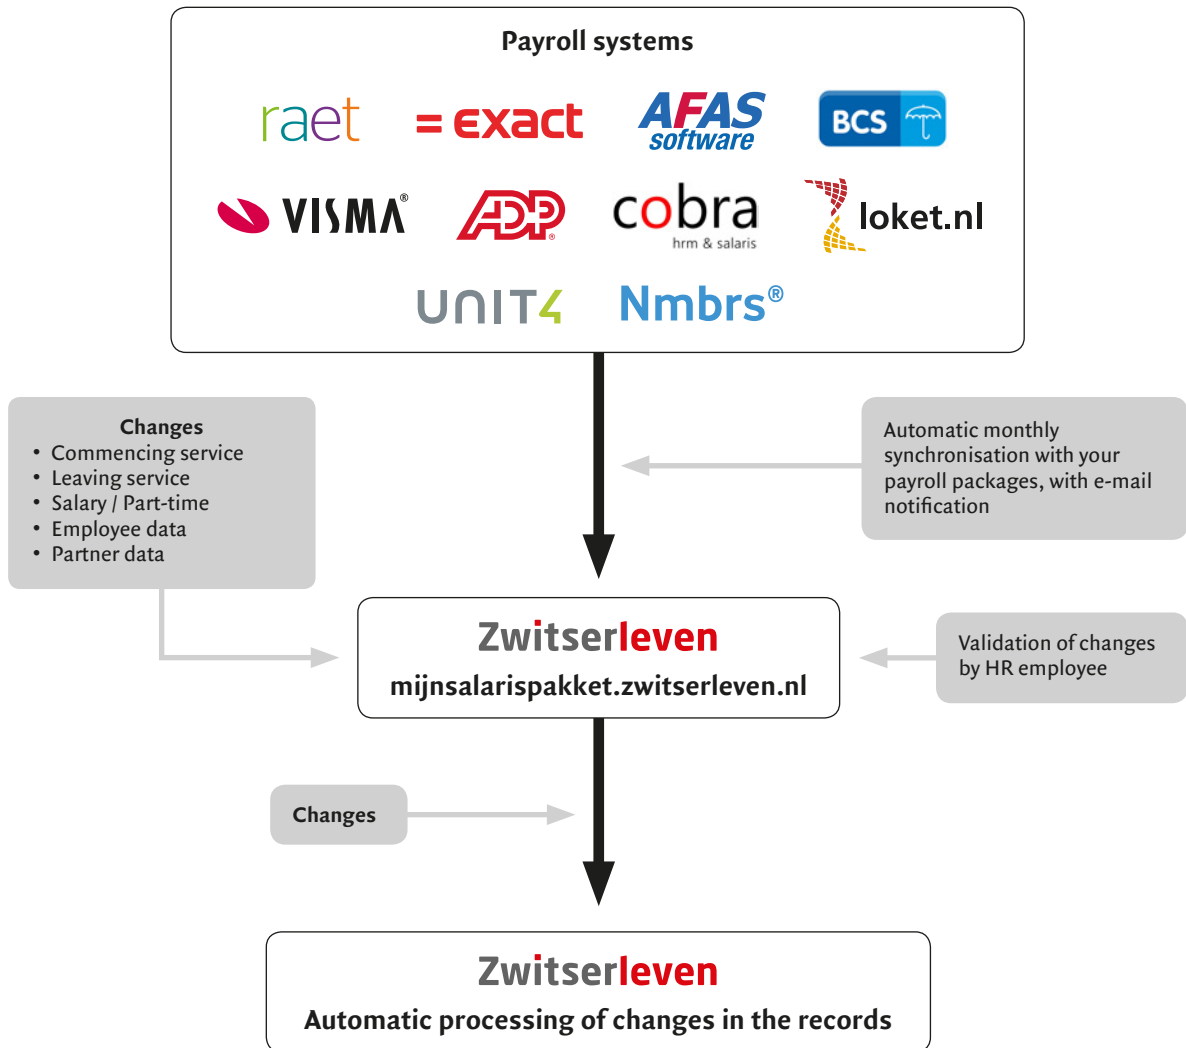 Payroll systems
raet
= exact
AFAS
software
BCS
VISMA®
ADP®
cobra
hrm & salaris
loket.nl
UNIT4
Nmbrs®
Changes
• Commencing service
• Leaving service
• Salary / Part-time
• Employee data
• Partner data
Automatic monthly
synchronisation with your
payroll packages, with e-mail
notification
Zwitserleven
mijnsalarispakket.zwitserleven.nl
Validation of changes
by HR employee
Changes
Zwitserleven
Automatic processing of changes in the records